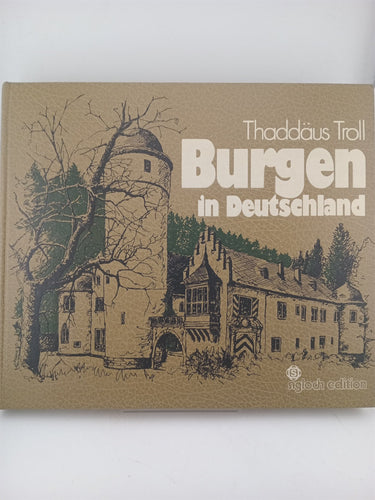 Thaddäus Troll
Burgen
in Deutschland
S
sigloch edition